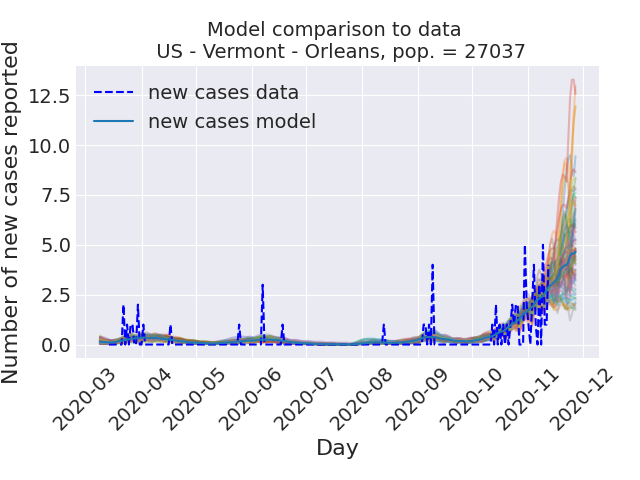 Model comparison to data
US - Vermont - Orleans, pop. = 27037
Number of new cases reported
12.5
10.0
7.5
5.0
2.5
0.0
new cases data
new cases model
2020-03
2020-04
2020-05
2020-06
2020-07
2020-08
2020-09
2020-10
2020-11
2020-12
Day